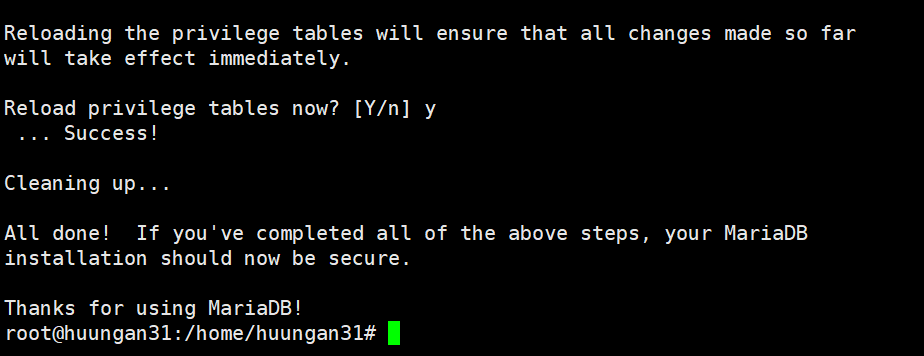 Reloading the privilege tables will ensure that all changes made so far
will take effect immediately.
Reload privilege tables now? [Y/n] y
 ... Success!
Cleaning up...
All done!  If you've completed all of the above steps, your MariaDB
installation should now be secure.
Thanks for using MariaDB!
root@huungan31:/home/huungan31#